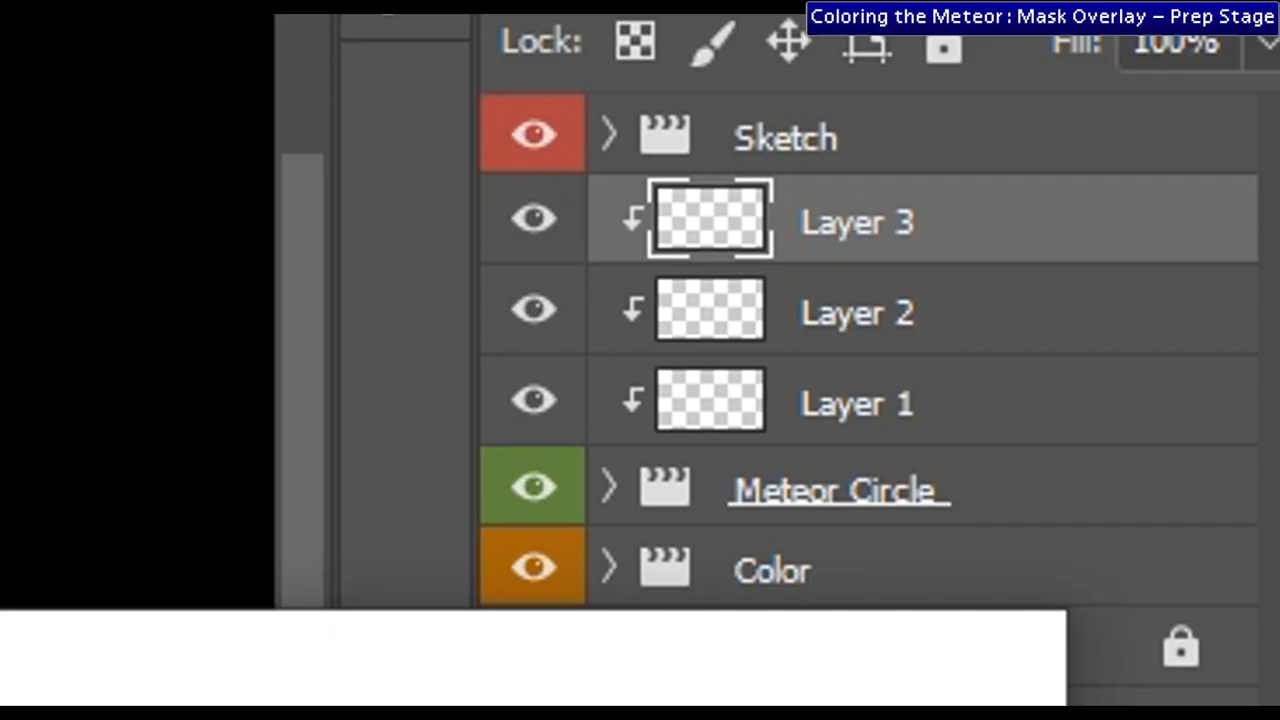 Coloring the Meteor : Mask Overlay – Prep Stage
Lock: Fill: 100%
Sketch
Layer 3
Layer 2
Layer 1
Meteor Circle
Color